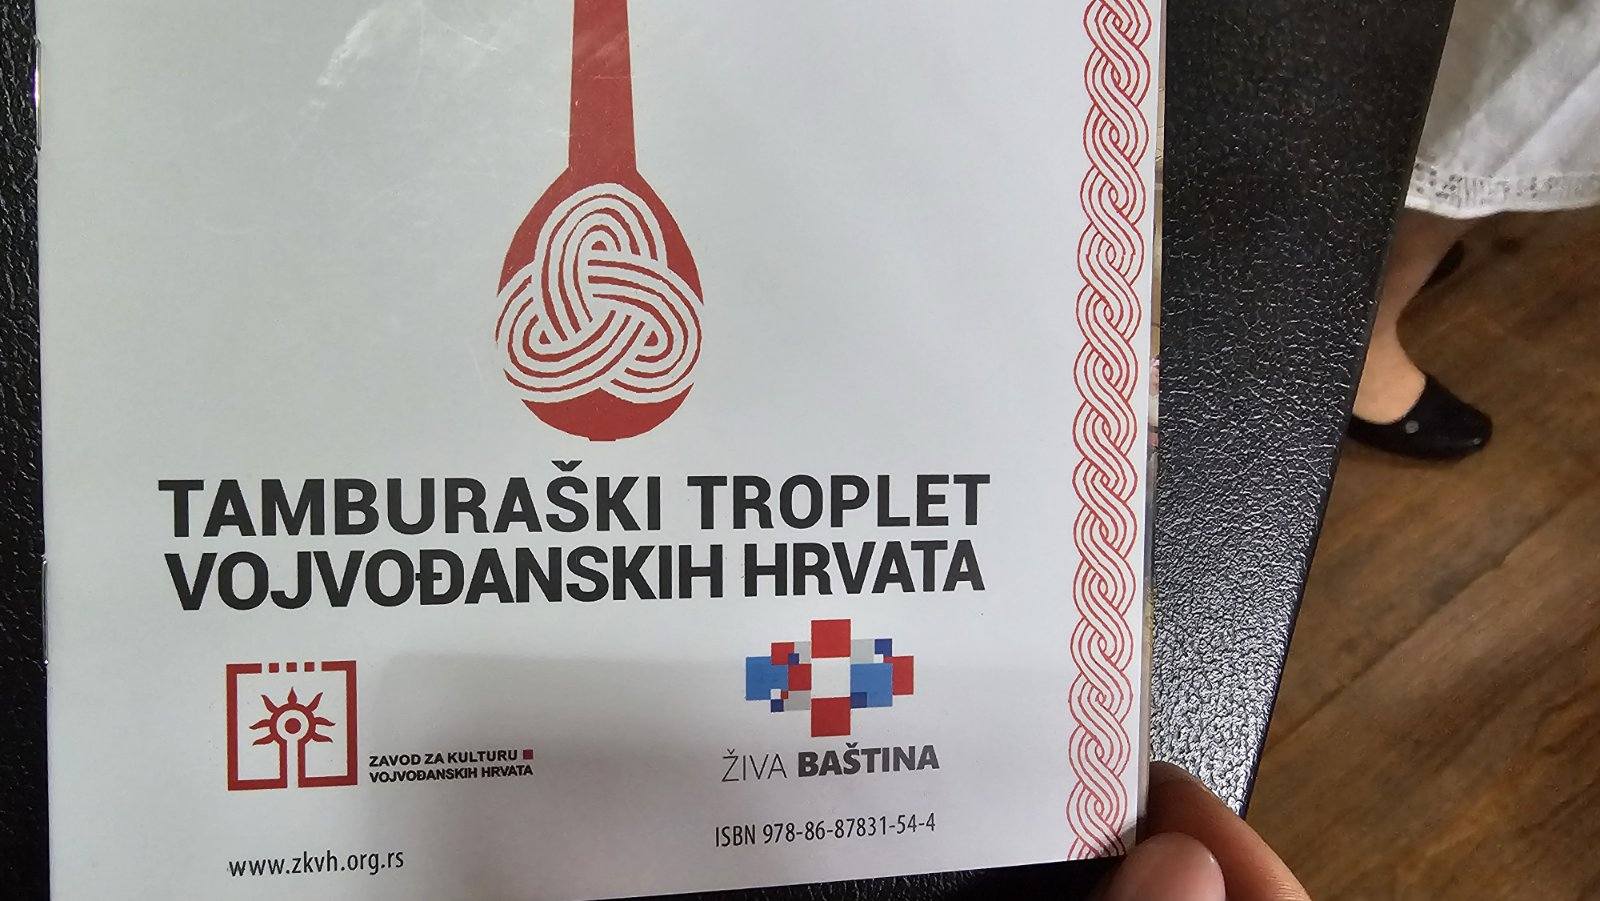 TAMBURAŠKI TROPLET
VOJVOĐANSKIH HRVATA
ZAVOD ZA KULTURU
VOJVOĐANSKIH HRVATA
ŽIVA BAŠTINA
ISBN 978-86-87831-54-4
www.zkvh.org.rs